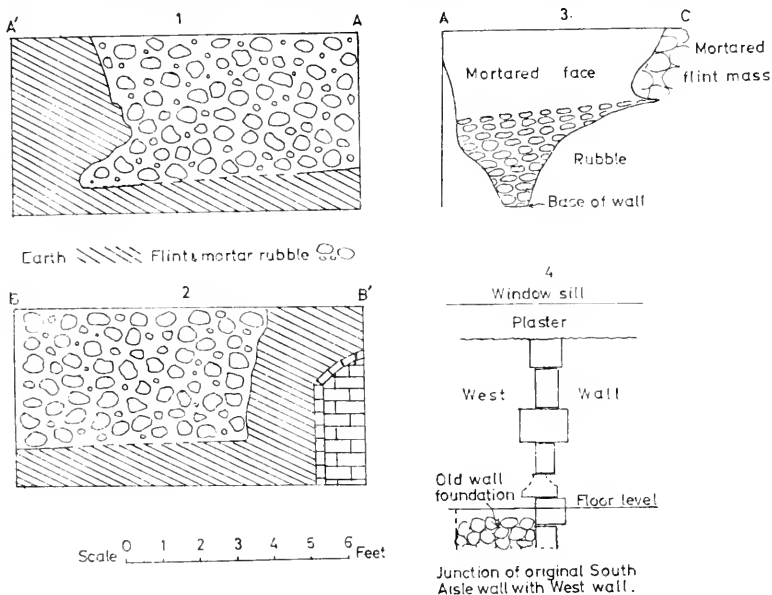 A' 1 A
Earth Flint & mortar rubble
B 2 B'
Scale 0 1 2 3 4 5 6 Feet
A 3. C
Mortared face
Mortared
flint mass
Rubble
Base of wall
4
Window sill
Plaster
West Wall
Old wall
foundation
Floor level
Junction of original South
Aisle wall with West wall.